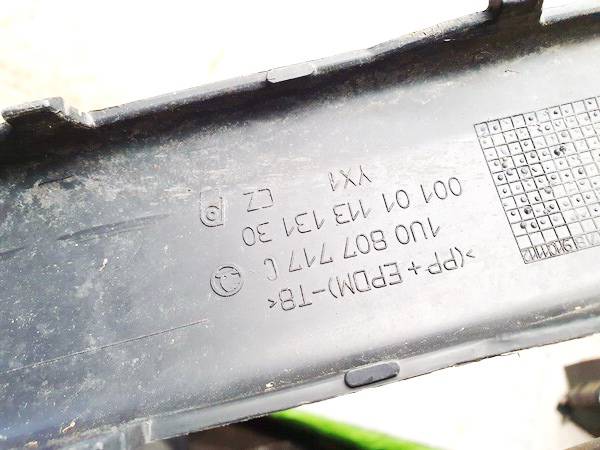 >(PP + EPDM)-T8<
1U0 807 717 C
001 01 113 131 30
YX1
CZ